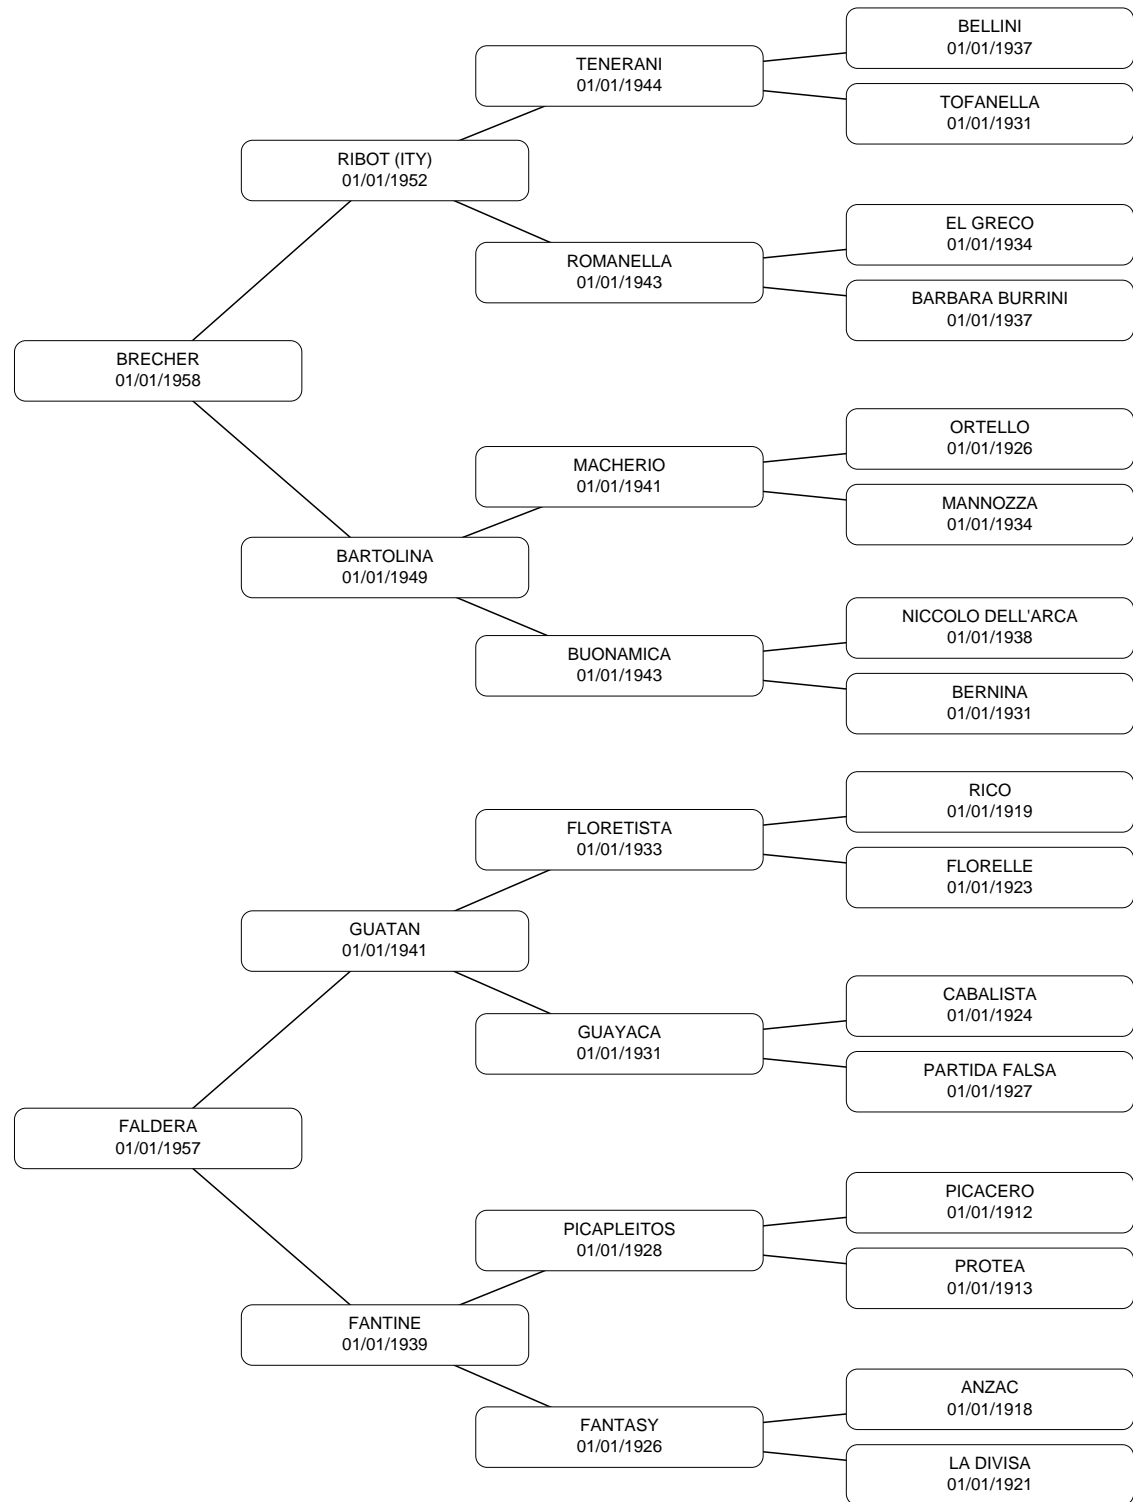 BELLINI
01/01/1937
TENERANI
01/01/1944
TOFANELLA
01/01/1931
RIBOT (ITY)
01/01/1952
EL GRECO
01/01/1934
ROMANELLA
01/01/1943
BARBARA BURRINI
01/01/1937
BRECHER
01/01/1958
ORTELLO
01/01/1926
MACHERIO
01/01/1941
MANNOZZA
01/01/1934
BARTOLINA
01/01/1949
NICCOLO DELL'ARCA
01/01/1938
BUONAMICA
01/01/1943
BERNINA
01/01/1931
RICO
01/01/1919
FLORETISTA
01/01/1933
FLORELLE
01/01/1923
GUATAN
01/01/1941
CABALISTA
01/01/1924
GUAYACA
01/01/1931
PARTIDA FALSA
01/01/1927
FALDERA
01/01/1957
PICACERO
01/01/1912
PICAPLEITOS
01/01/1928
PROTEA
01/01/1913
FANTINE
01/01/1939
ANZAC
01/01/1918
FANTASY
01/01/1926
LA DIVISA
01/01/1921